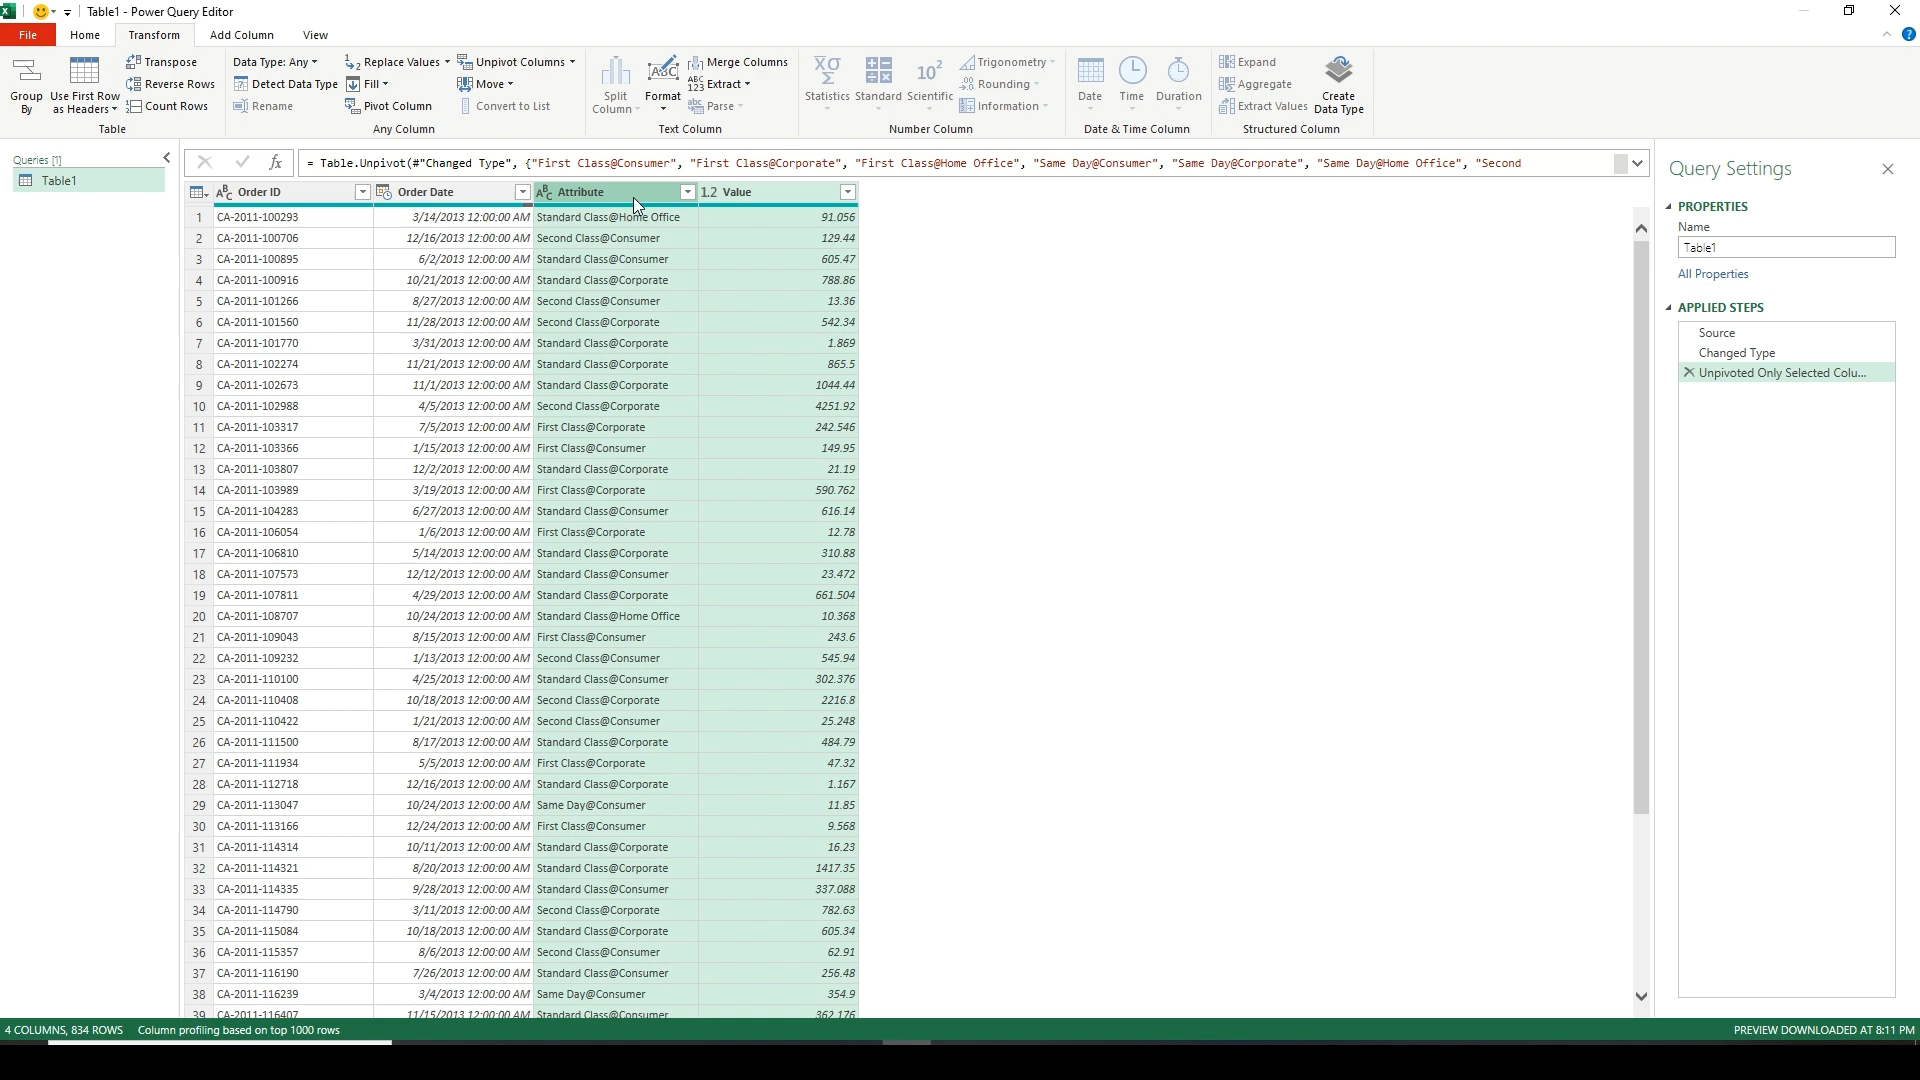 Table1 - Power Query Editor
File Home Transform Add Column View
Group By
Use First Row as Headers
Transpose
Reverse Rows
Count Rows
Table
Data Type: Any
Detect Data Type
Rename
Replace Values
Fill
Pivot Column
Unpivot Columns
Move
Convert to List
Any Column
Split Column
Format
Merge Columns
Extract
Parse
Text Column
Statistics
Standard
Scientific
Trigonometry
Rounding
Information
Number Column
Date
Time
Duration
Date & Time Column
Expand
Aggregate
Extract Values
Create Data Type
Structured Column
Queries [1]
Table1
fx = Table.Unpivot(#"Changed Type", {"First Class@Consumer", "First Class@Corporate", "First Class@Home Office", "Same Day@Consumer", "Same Day@Corporate", "Same Day@Home Office", "Second
Order ID Order Date Attribute 1.2 Value
1 CA-2011-100293 3/14/2013 12:00:00 AM Standard Class@Home Office 91.056
2 CA-2011-100706 12/16/2013 12:00:00 AM Second Class@Consumer 129.44
3 CA-2011-100895 6/2/2013 12:00:00 AM Standard Class@Consumer 605.47
4 CA-2011-100916 10/21/2013 12:00:00 AM Standard Class@Corporate 788.86
5 CA-2011-101266 8/27/2013 12:00:00 AM Second Class@Consumer 13.36
6 CA-2011-101560 11/28/2013 12:00:00 AM Second Class@Corporate 542.34
7 CA-2011-101770 3/31/2013 12:00:00 AM Standard Class@Corporate 1.869
8 CA-2011-102274 11/21/2013 12:00:00 AM Standard Class@Corporate 865.5
9 CA-2011-102673 11/1/2013 12:00:00 AM Standard Class@Corporate 1044.44
10 CA-2011-102988 4/5/2013 12:00:00 AM Second Class@Corporate 4251.92
11 CA-2011-103317 7/5/2013 12:00:00 AM First Class@Corporate 242.546
12 CA-2011-103366 1/15/2013 12:00:00 AM First Class@Consumer 149.95
13 CA-2011-103807 12/2/2013 12:00:00 AM Standard Class@Corporate 21.19
14 CA-2011-103989 3/19/2013 12:00:00 AM First Class@Corporate 590.762
15 CA-2011-104283 6/27/2013 12:00:00 AM Standard Class@Consumer 616.14
16 CA-2011-106054 1/6/2013 12:00:00 AM First Class@Corporate 12.78
17 CA-2011-106810 5/14/2013 12:00:00 AM Standard Class@Corporate 310.88
18 CA-2011-107573 12/12/2013 12:00:00 AM Standard Class@Consumer 23.472
19 CA-2011-107811 4/29/2013 12:00:00 AM Standard Class@Corporate 661.504
20 CA-2011-108707 10/24/2013 12:00:00 AM Standard Class@Home Office 10.368
21 CA-2011-109043 8/15/2013 12:00:00 AM First Class@Consumer 243.6
22 CA-2011-109232 1/13/2013 12:00:00 AM Second Class@Consumer 545.94
23 CA-2011-110100 4/25/2013 12:00:00 AM Standard Class@Consumer 302.376
24 CA-2011-110408 10/18/2013 12:00:00 AM Second Class@Corporate 2216.8
25 CA-2011-110422 1/21/2013 12:00:00 AM Second Class@Consumer 25.248
26 CA-2011-111500 8/17/2013 12:00:00 AM Standard Class@Corporate 484.79
27 CA-2011-111934 5/5/2013 12:00:00 AM First Class@Corporate 47.32
28 CA-2011-112718 12/16/2013 12:00:00 AM Standard Class@Corporate 1.167
29 CA-2011-113047 10/24/2013 12:00:00 AM Same Day@Consumer 11.85
30 CA-2011-113166 12/24/2013 12:00:00 AM First Class@Consumer 9.568
31 CA-2011-114314 10/11/2013 12:00:00 AM Standard Class@Corporate 16.23
32 CA-2011-114321 8/20/2013 12:00:00 AM Standard Class@Corporate 1417.35
33 CA-2011-114335 9/28/2013 12:00:00 AM Standard Class@Consumer 337.088
34 CA-2011-114790 3/11/2013 12:00:00 AM Second Class@Corporate 782.63
35 CA-2011-115084 10/18/2013 12:00:00 AM Standard Class@Corporate 605.34
36 CA-2011-115357 8/6/2013 12:00:00 AM Second Class@Consumer 62.91
37 CA-2011-116190 7/26/2013 12:00:00 AM Standard Class@Consumer 256.48
38 CA-2011-116239 3/4/2013 12:00:00 AM Same Day@Consumer 354.9
39 CA-2011-116407 11/15/2013 12:00:00 AM Standard Class@Consumer 362.176
Query Settings
PROPERTIES
Name
Table1
All Properties
APPLIED STEPS
Source
Changed Type
Unpivoted Only Selected Colu...
4 COLUMNS, 834 ROWS Column profiling based on top 1000 rows PREVIEW DOWNLOADED AT 8:11 PM